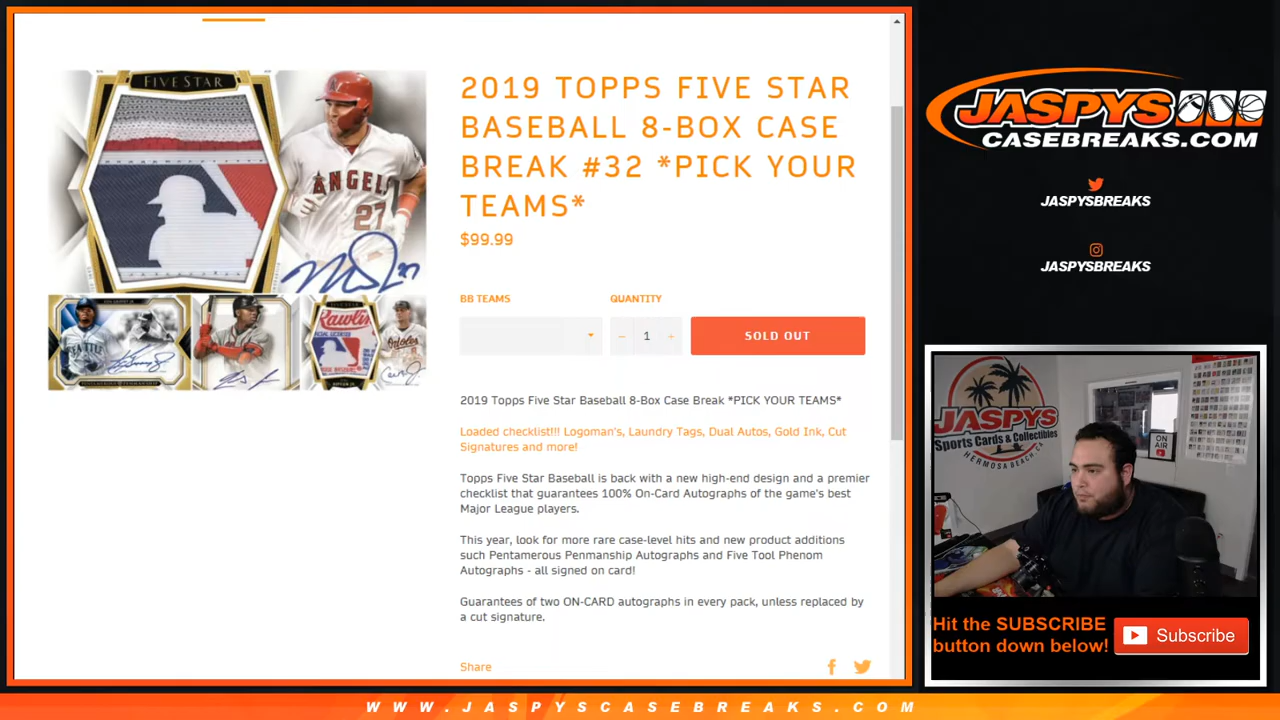 FIVE STAR
ANGELS
27
2019 TOPPS FIVE STAR
BASEBALL 8-BOX CASE
BREAK #32 *PICK YOUR
TEAMS*
$99.99
BB TEAMS
QUANTITY
− 1 +
SOLD OUT
2019 Topps Five Star Baseball 8-Box Case Break *PICK YOUR TEAMS*
Loaded checklist!!! Logoman's, Laundry Tags, Dual Autos, Gold Ink, Cut
Signatures and more!
Topps Five Star Baseball is back with a new high-end design and a premier
checklist that guarantees 100% On-Card Autographs of the game's best
Major League players.
This year, look for more rare case-level hits and new product additions
such Pentamerous Penmanship Autographs and Five Tool Phenom
Autographs - all signed on card!
Guarantees of two ON-CARD autographs in every pack, unless replaced by
a cut signature.
Share
JASPYS
CASEBREAKS.COM
JASPYSBREAKS
JASPYSBREAKS
JASPYS
Sports Cards & Collectibles
HERMOSA BEACH, CA
ON
AIR
Hit the SUBSCRIBE
button down below!
Subscribe
WWW.JASPYSCASEBREAKS.COM